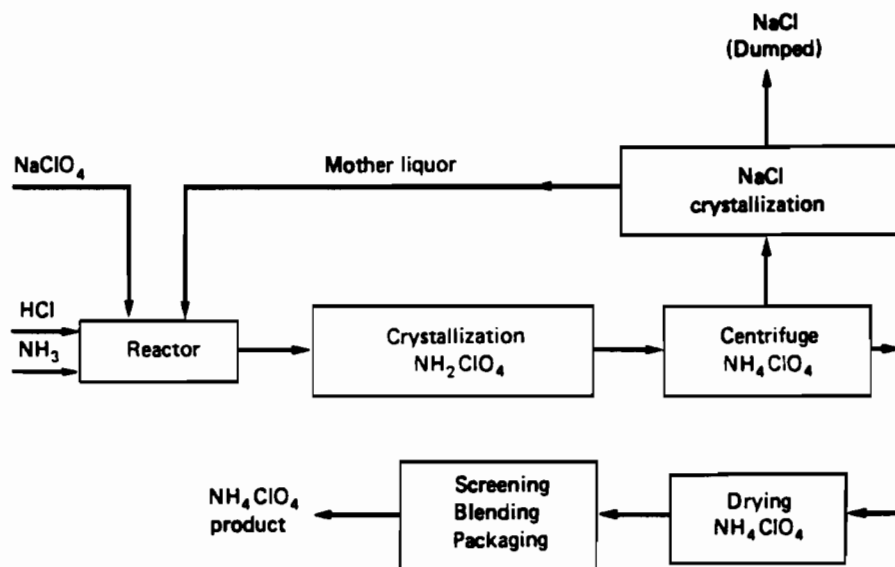 NaCl
(Dumped)
NaClO₄
Mother liquor
NaCl
crystallization
HCl
NH₃
Reactor
Crystallization
NH₂ClO₄
Centrifuge
NH₄ClO₄
NH₄ClO₄
product
Screening
Blending
Packaging
Drying
NH₄ClO₄